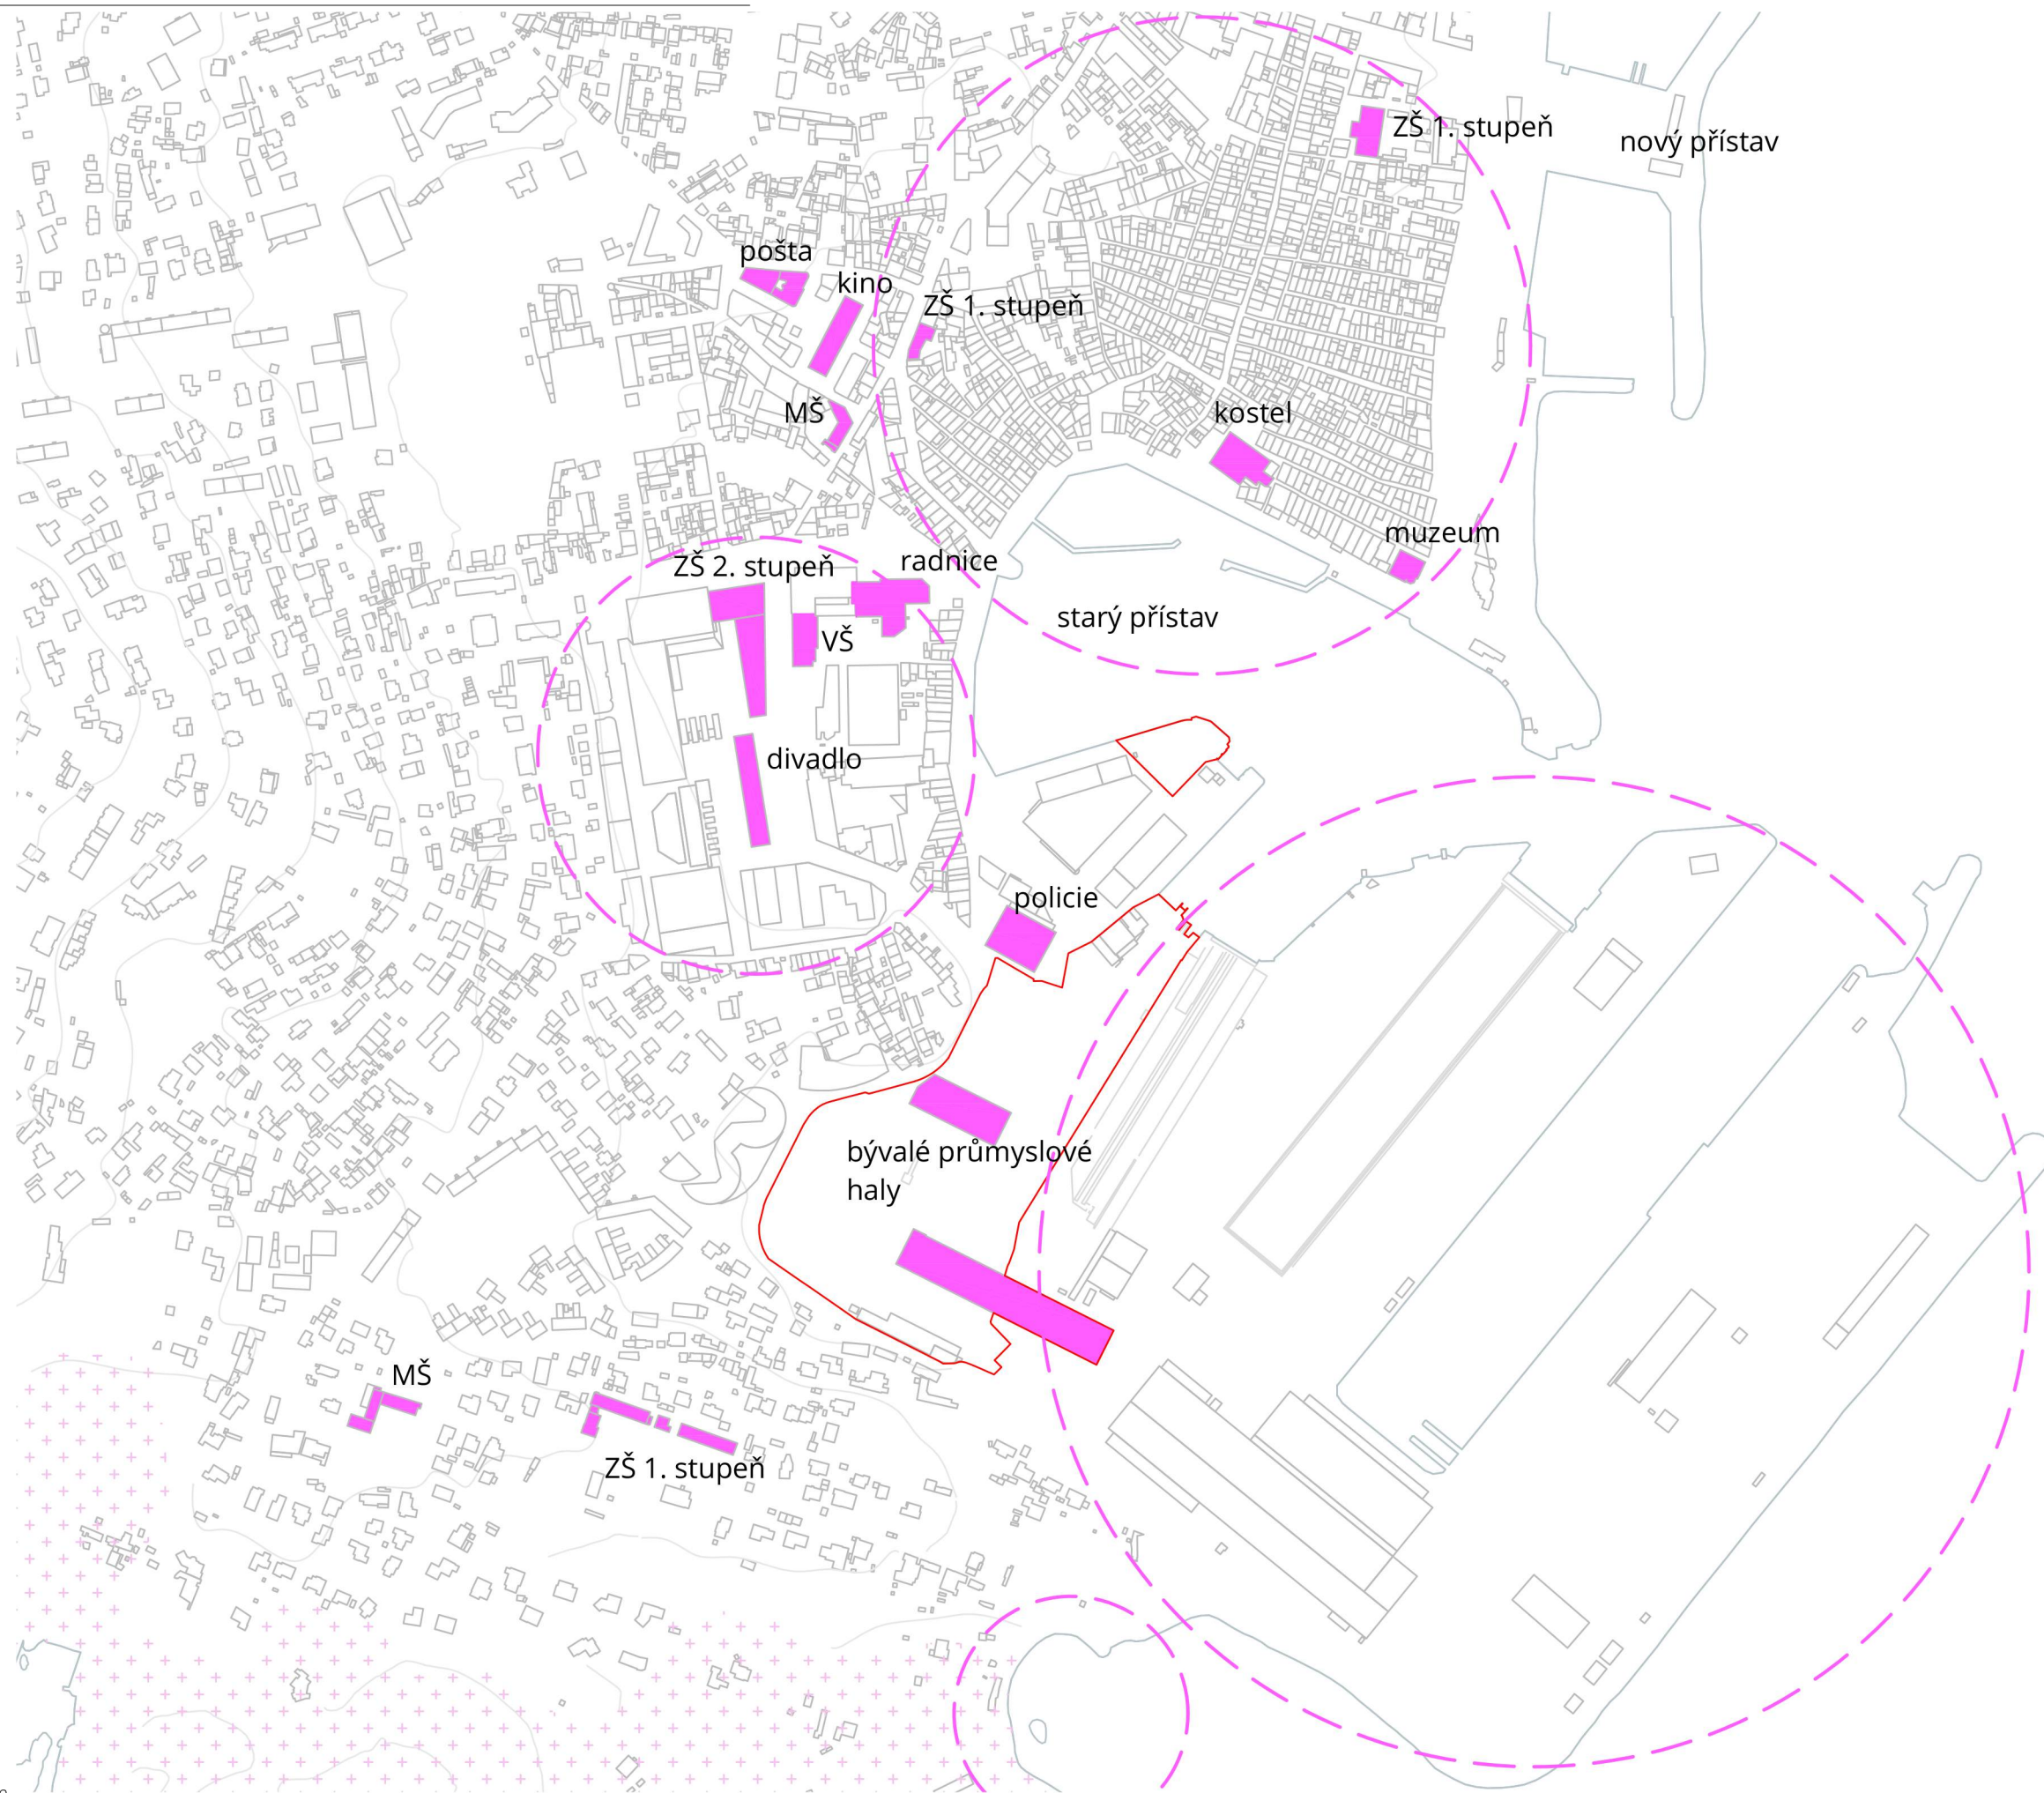 ZŠ 1. stupeň
nový přístav
pošta
kino
ZŠ 1. stupeň
MŠ
kostel
muzeum
radnice
ZŠ 2. stupeň
starý přístav
VŠ
divadlo
policie
bývalé průmyslové
haly
MŠ
ZŠ 1. stupeň